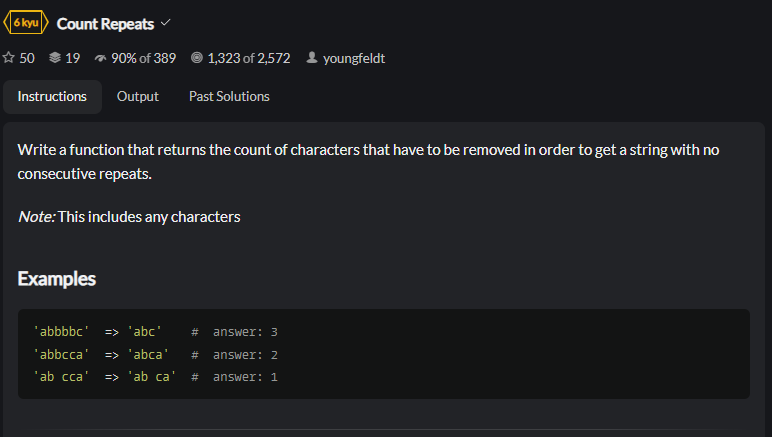 6 kyu Count Repeats
50 19 90% of 389 1,323 of 2,572 youngfeldt
Instructions Output Past Solutions
Write a function that returns the count of characters that have to be removed in order to get a string with no
consecutive repeats.
Note: This includes any characters
Examples
'abbbbc' => 'abc' # answer: 3
'abbcca' => 'abca' # answer: 2
'ab cca' => 'ab ca' # answer: 1